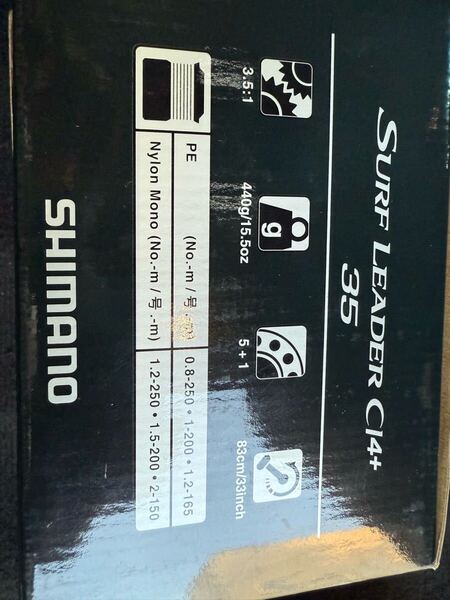 SURF LEADER CI4+
35
3.5:1
440g/15.5oz
5 + 1
83cm/33inch
g
PE (No.-m / 号.-m) 0.8-250 • 1-200 • 1.2-165
Nylon Mono (No.-m / 号.-m) 1.2-250 • 1.5-200 • 2-150
SHIMANO